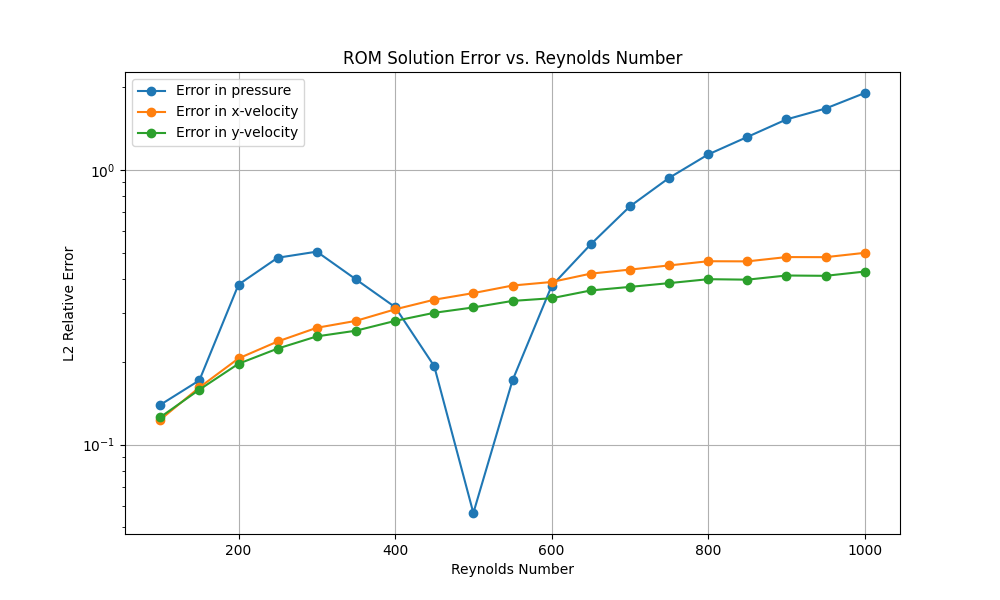 ROM Solution Error vs. Reynolds Number
Error in pressure
Error in x-velocity
Error in y-velocity
L2 Relative Error
10⁰
10⁻¹
200 400 600 800 1000
Reynolds Number